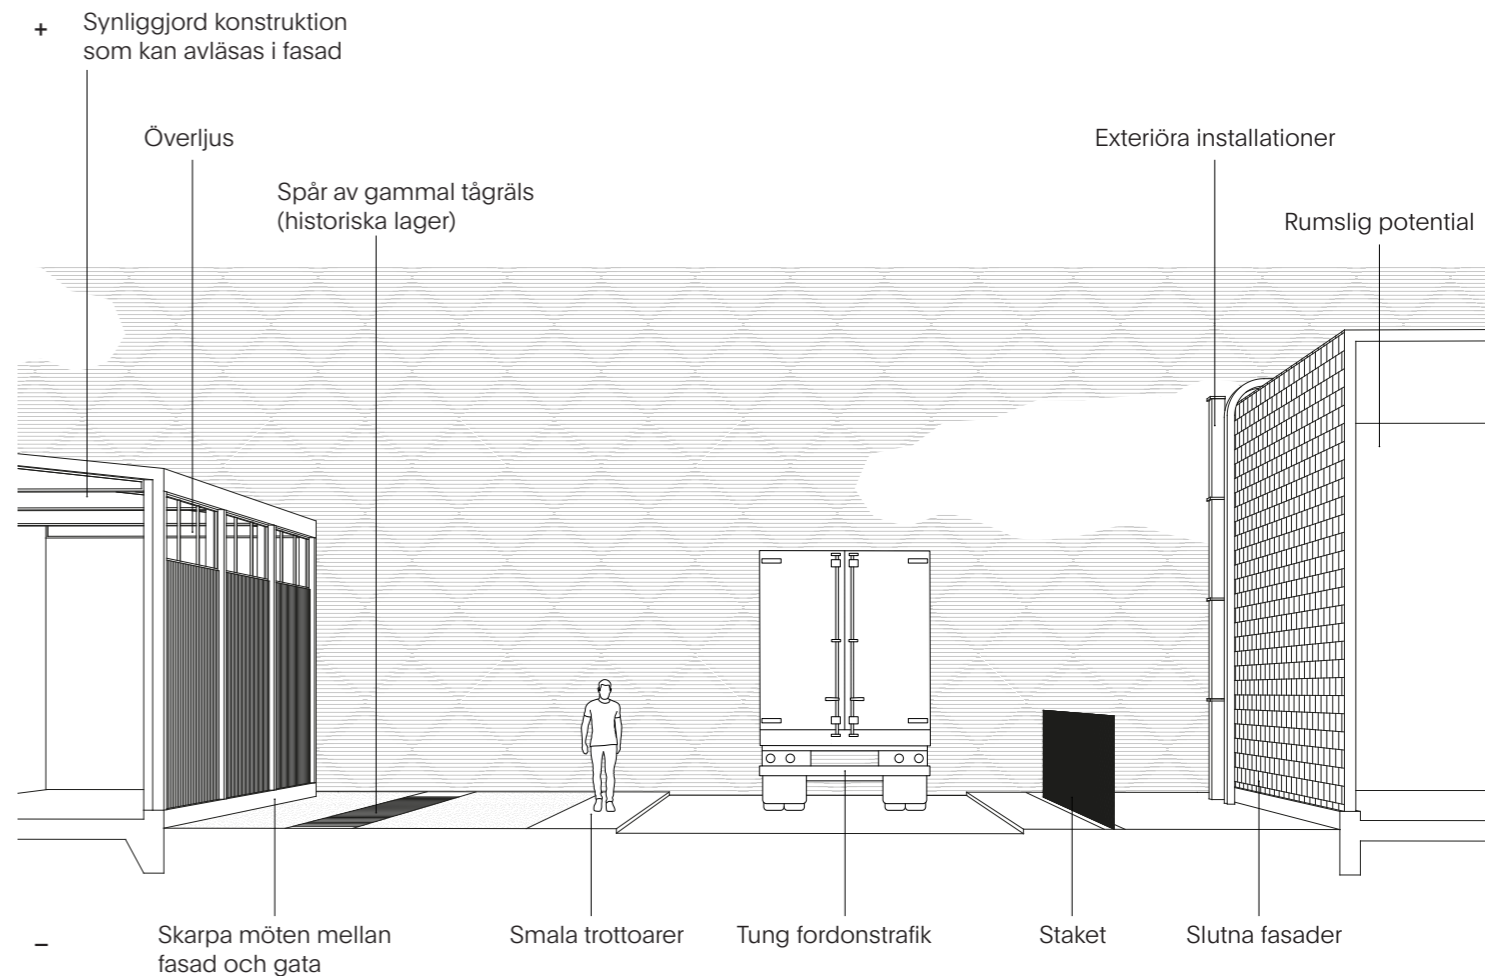 +
Synliggjord konstruktion
som kan avläsas i fasad
Överljus
Exteriöra installationer
Spår av gammal tågräls
(historiska lager)
Rumslig potential
–
Skarpa möten mellan
fasad och gata
Smala trottoarer
Tung fordonstrafik
Staket
Slutna fasader